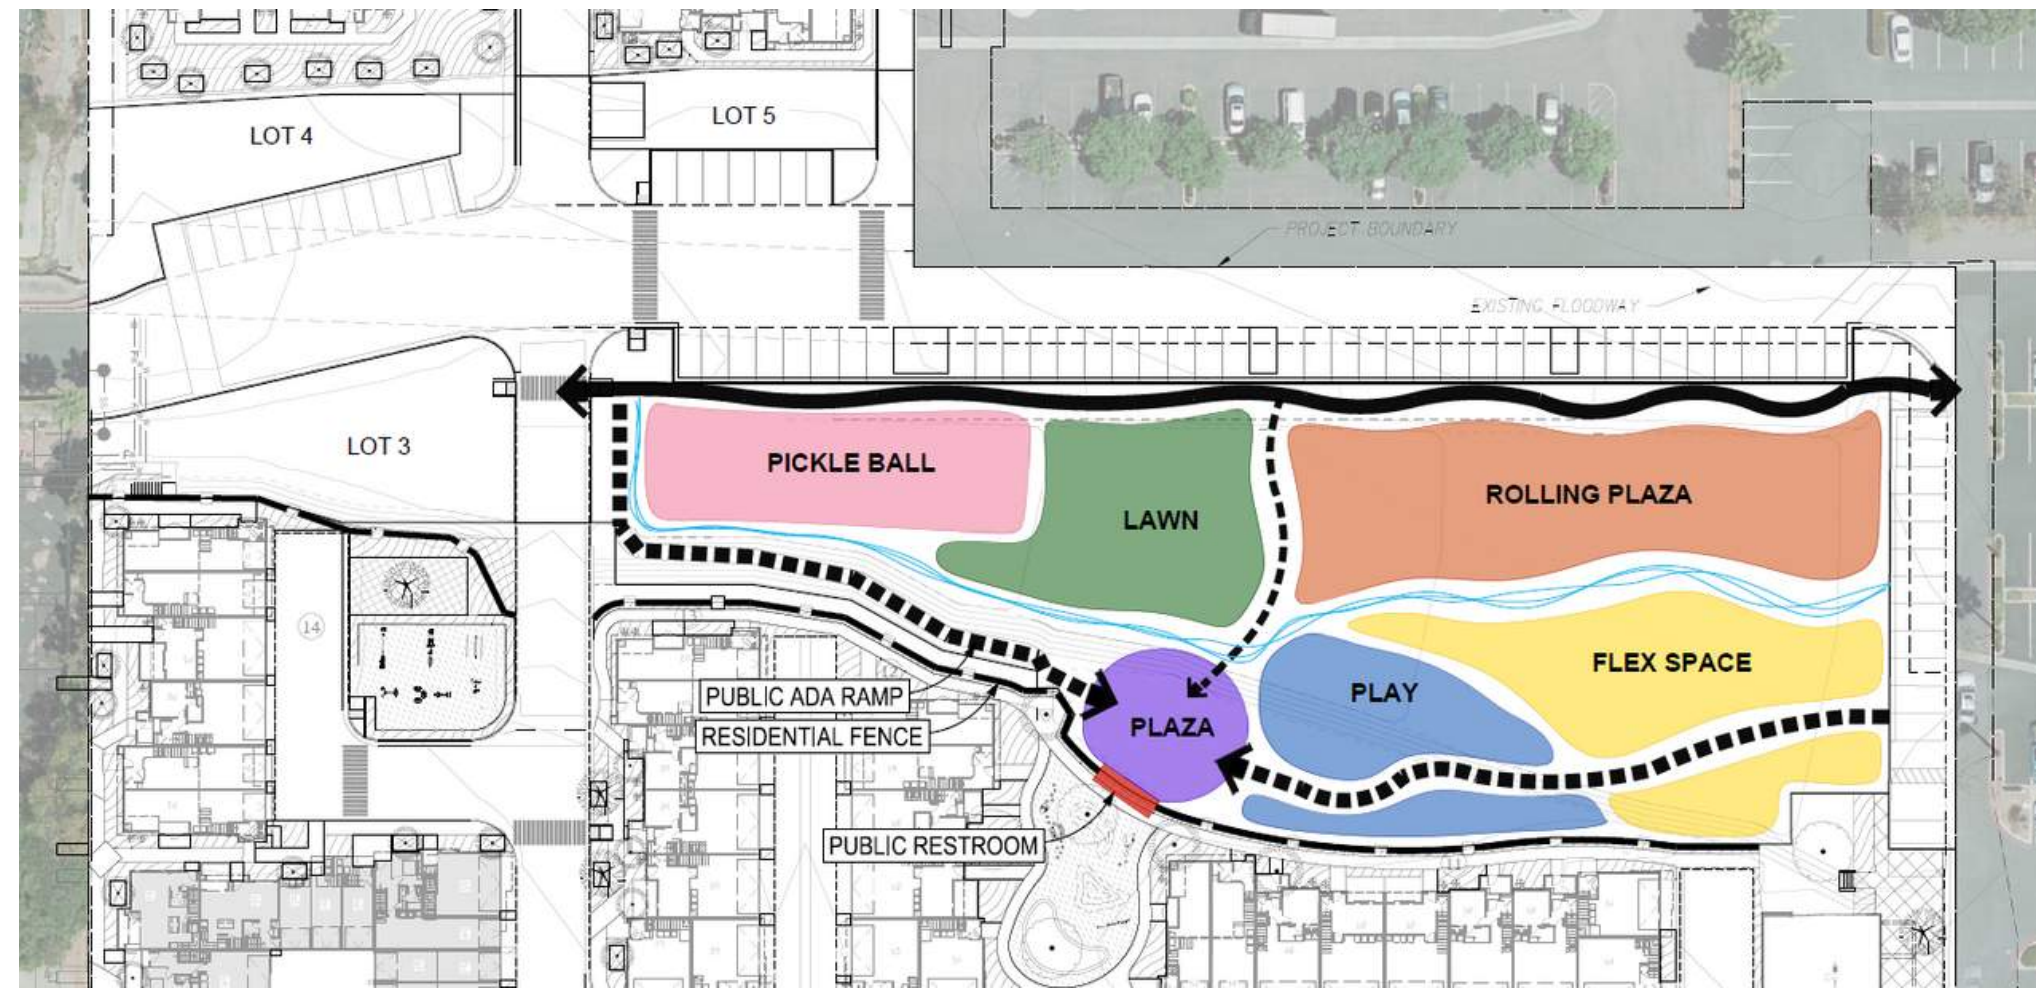 LOT 4
LOT 5
PROJECT BOUNDARY
EXISTING FLOODWAY
LOT 3
PICKLE BALL
LAWN
ROLLING PLAZA
14
FLEX SPACE
PLAY
PUBLIC ADA RAMP
RESIDENTIAL FENCE
PLAZA
PUBLIC RESTROOM